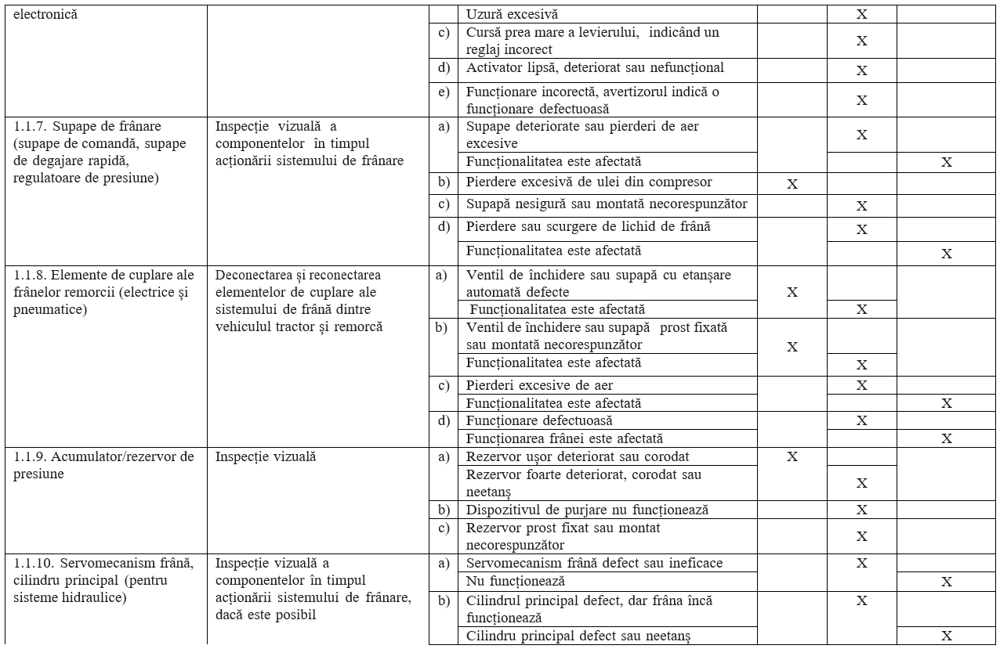 electronică
Uzură excesivă X
c) Cursă prea mare a levierului, indicând un
reglaj incorect X
d) Activator lipsă, deteriorat sau nefuncțional X
e) Funcționare incorectă, avertizorul indică o
funcționare defectuoasă X
1.1.7. Supape de frânare
(supape de comandă, supape
de degajare rapidă,
regulatoare de presiune)
Inspecție vizuală a
componentelor în timpul
acționării sistemului de frânare
a) Supape deteriorate sau pierderi de aer
excesive X
Funcționalitatea este afectată X
b) Pierdere excesivă de ulei din compresor X
c) Supapă nesigură sau montată necorespunzător X
d) Pierdere sau scurgere de lichid de frână X
Funcționalitatea este afectată X
1.1.8. Elemente de cuplare ale
frânelor remorcii (electrice și
pneumatice)
Deconectarea și reconectarea
elementelor de cuplare ale
sistemului de frână dintre
vehiculul tractor și remorcă
a) Ventil de închidere sau supapă cu etanșare
automată defecte X
Funcționalitatea este afectată X
b) Ventil de închidere sau supapă prost fixată
sau montată necorespunzător X
Funcționalitatea este afectată X
c) Pierderi excesive de aer X
Funcționalitatea este afectată X
d) Funcționare defectuoasă X
Funcționarea frânei este afectată X
1.1.9. Acumulator/rezervor de
presiune
Inspecție vizuală
a) Rezervor ușor deteriorat sau corodat X
Rezervor foarte deteriorat, corodat sau
neetanș X
b) Dispozitivul de purjare nu funcționează X
c) Rezervor prost fixat sau montat
necorespunzător X
1.1.10. Servomecanism frână,
cilindru principal (pentru
sisteme hidraulice)
Inspecție vizuală a
componentelor în timpul
acționării sistemului de frânare,
dacă este posibil
a) Servomecanism frână defect sau ineficace X
Nu funcționează X
b) Cilindrul principal defect, dar frâna încă X
funcționează
Cilindru principal defect sau neetanș X